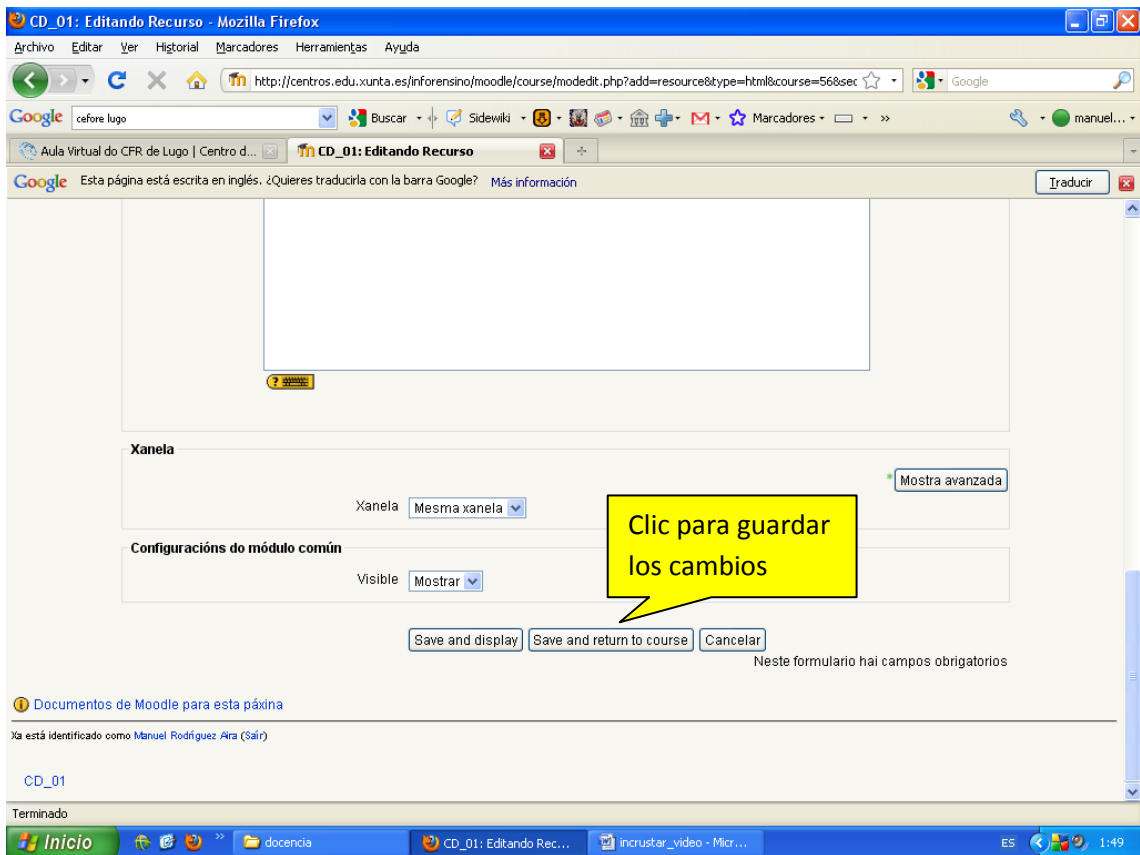 CD_01: Editando Recurso - Mozilla Firefox
Archivo Editar Ver Historial Marcadores Herramientas Ayuda
http://centros.edu.xunta.es/inforensino/moodle/course/modedit.php?add=resource&type=html&course=56&sec Google
Google cefore lugo Buscar Sidewiki Marcadores » manuel...
Aula Virtual do CFR de Lugo | Centro d... CD_01: Editando Recurso
Google Esta página está escrita en inglés. ¿Quieres traducirla con la barra Google? Más información Traducir
?
Xanela
* Mostra avanzada
Xanela Mesma xanela
Clic para guardar
los cambios
Configuracións do módulo común
Visible Mostrar
Save and display Save and return to course Cancelar
Neste formulario hai campos obrigatorios
Documentos de Moodle para esta páxina
Xa está identificado como Manuel Rodríguez Aira (Saír)
CD_01
Terminado
Inicio » docencia CD_01: Editando Rec... incrustar_video - Micr... ES 1:49